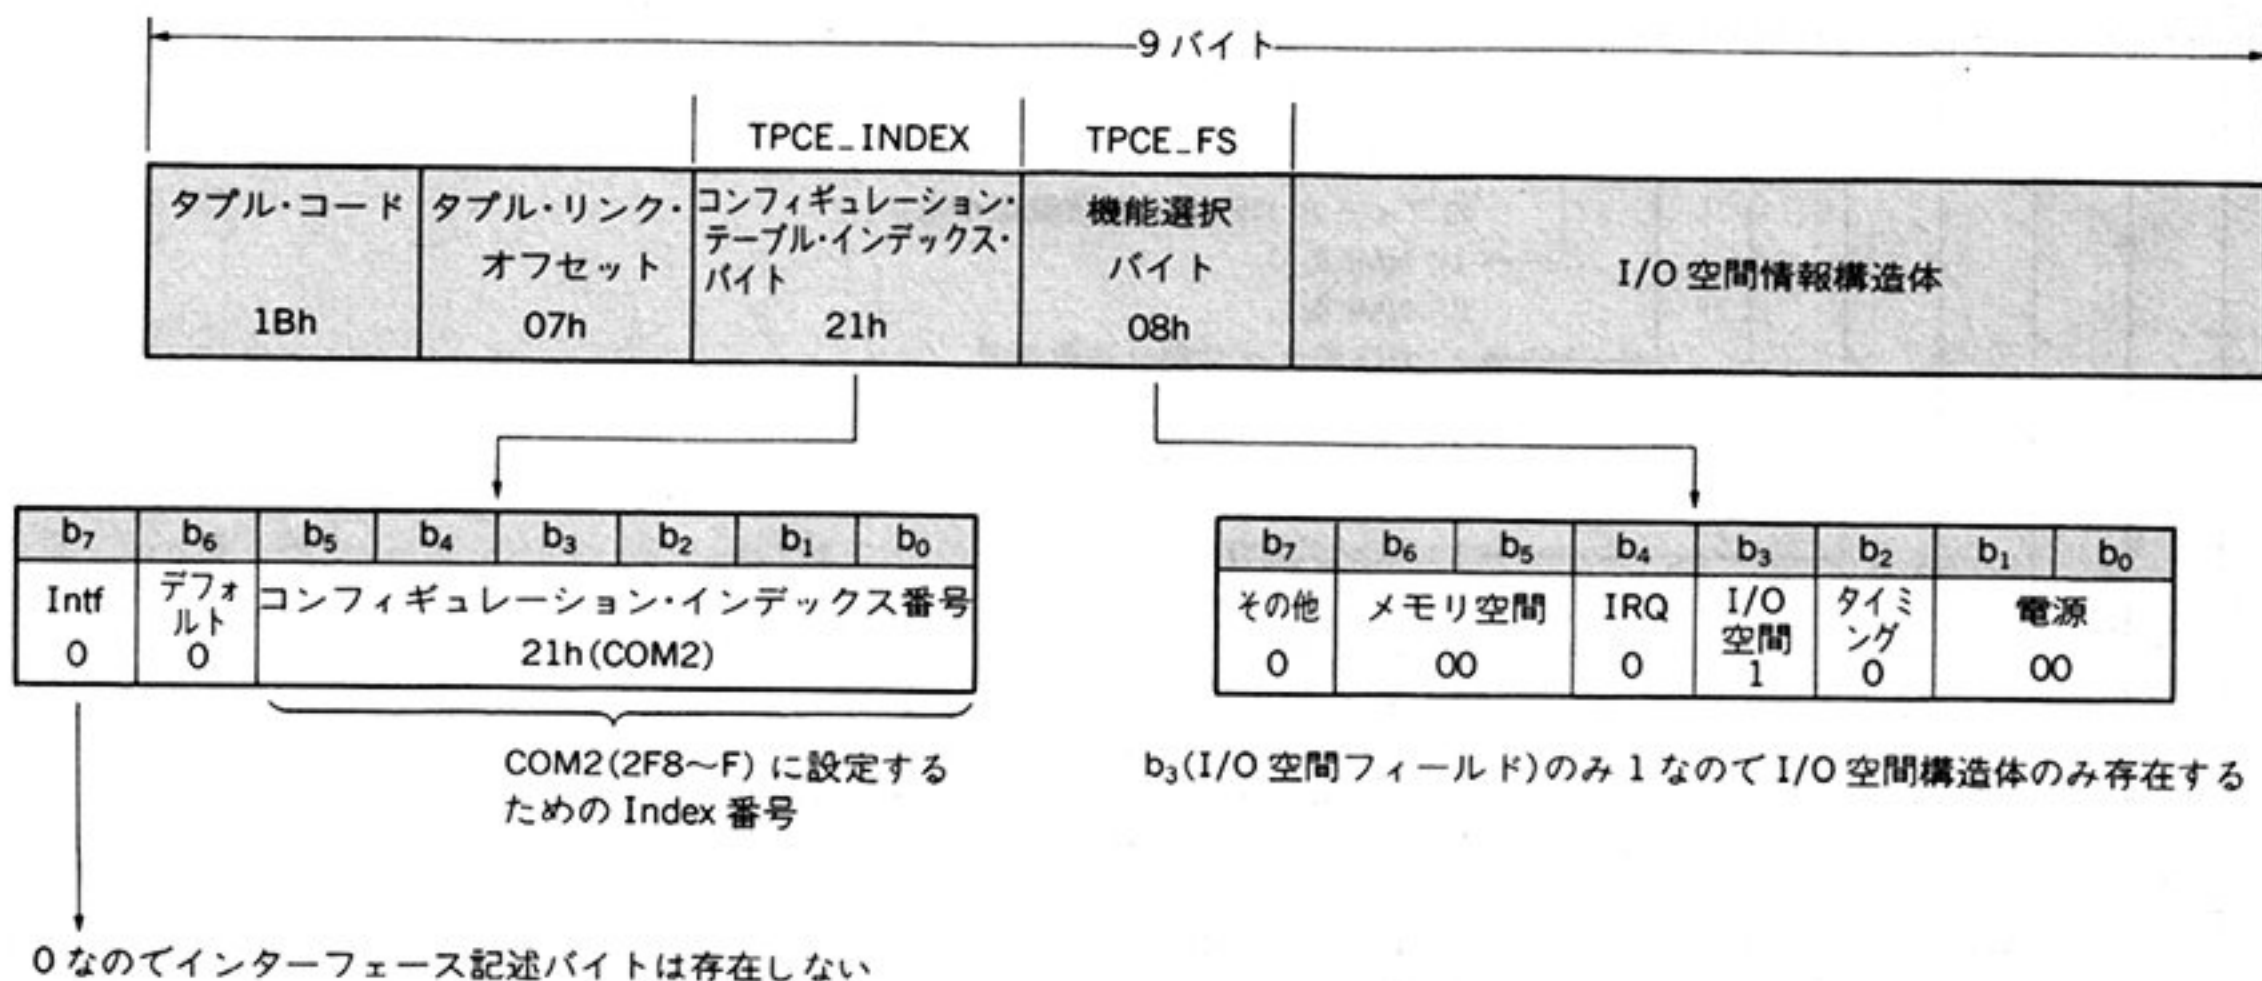 9 バイト
TPCE_INDEX
TPCE_FS
タプル・コード
1Bh
タプル・リンク・
オフセット
07h
コンフィギュレーション・
テーブル・インデックス・
バイト
21h
機能選択
バイト
08h
I/O 空間情報構造体
b7 b6 b5 b4 b3 b2 b1 b0
Intf
0
デフォ
ルト
0
コンフィギュレーション・インデックス番号
21h(COM2)
COM2(2F8〜F) に設定する
ための Index 番号
0 なのでインターフェース記述バイトは存在しない
b7 b6 b5 b4 b3 b2 b1 b0
その他
0
メモリ空間
00
IRQ
0
I/O
空間
1
タイミ
ング
0
電源
00
b3(I/O 空間フィールド)のみ 1 なので I/O 空間構造体のみ存在する